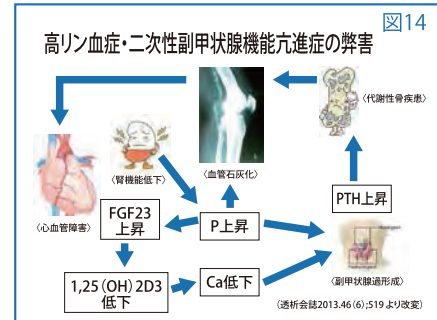 図14
高リン血症・二次性副甲状腺機能亢進症の弊害
〈代謝性骨疾患〉
〈腎機能低下〉
〈血管石灰化〉
〈心血管障害〉
FGF23
上昇
P上昇
PTH上昇
1,25(OH)2D3
低下
Ca低下
〈副甲状腺過形成〉
(透析会誌2013.46(6);519より改変)